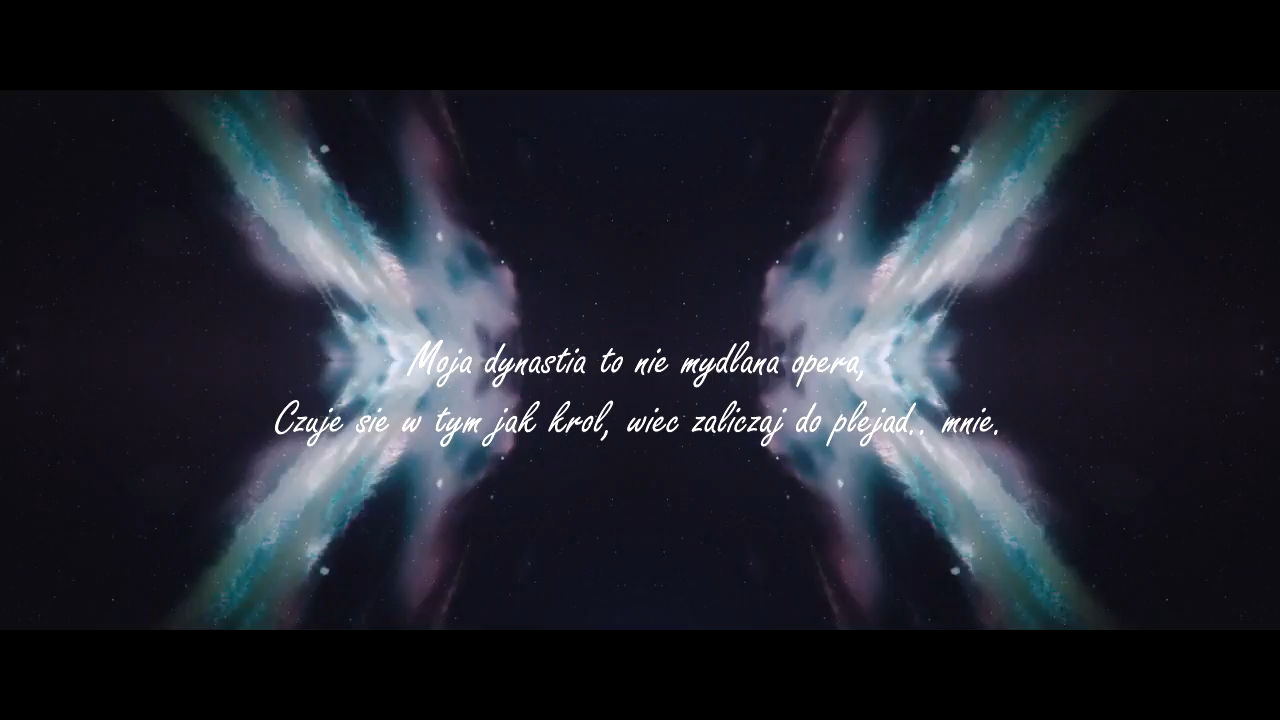 Moja dynastia to nie mydlana opera,
Czuje sie w tym jak krol, wiec zaliczaj do plejad.. mnie.